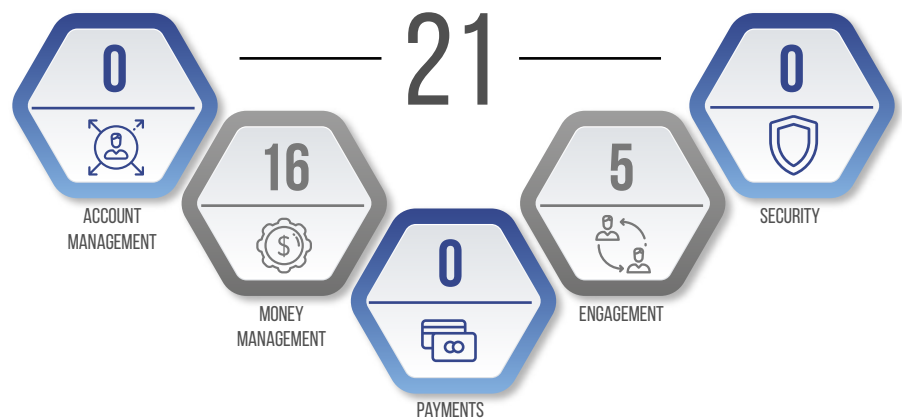 21
0
ACCOUNT
MANAGEMENT
16
$
MONEY
MANAGEMENT
0
PAYMENTS
5
ENGAGEMENT
0
SECURITY